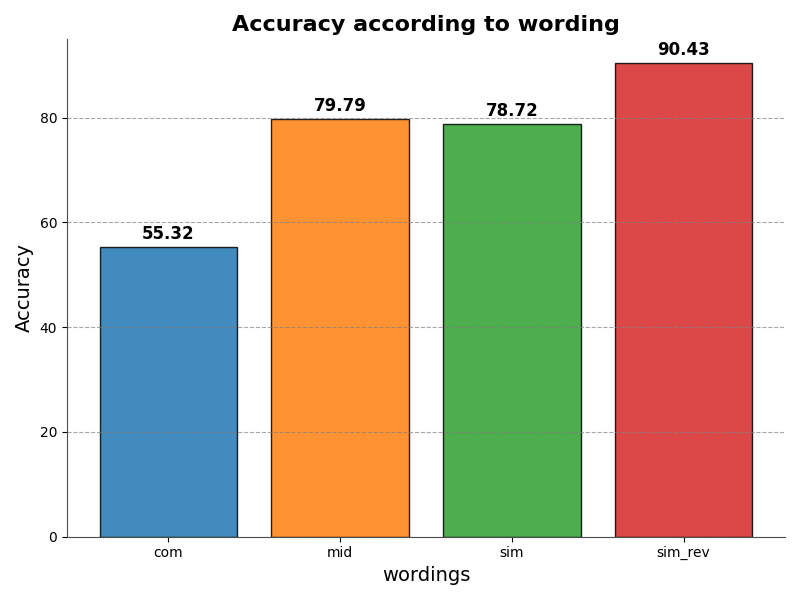 Accuracy according to wording
90.43
79.79
78.72
55.32
80
60
40
20
0
Accuracy
com
mid
sim
sim_rev
wordings